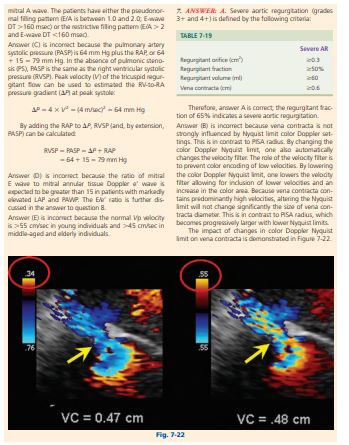 mitral A wave. The patients have either the pseudonor-
mal filling pattern (E/A is between 1.0 and 2.0; E-wave
DT >160 msec) or the restrictive filling pattern (E/A > 2
and E-wave DT <160 msec).
Answer (C) is incorrect because the pulmonary artery
systolic pressure (PASP) is 64 mm Hg plus the RAP, or 64
+ 15 = 79 mm Hg. In the absence of pulmonic steno-
sis (PS), PASP is the same as the right ventricular systolic
pressure (RVSP). Peak velocity (V) of the tricuspid regur-
gitant flow can be used to estimated the RV-to-RA
pressure gradient (ΔP) at peak systole:
ΔP = 4 × V² = (4 m/sec)² = 64 mm Hg
By adding the RAP to ΔP, RVSP (and, by extension,
PASP) can be calculated:
RVSP = PASP = ΔP + RAP
= 64 + 15 = 79 mm Hg
Answer (D) is incorrect because the ratio of mitral
E wave to mitral annular tissue Doppler e' wave is
expected to be greater than 15 in patients with markedly
elevated LAP and PAWP. The E/e' ratio is further dis-
cussed in the answer to question 8.
Answer (E) is incorrect because the normal Vp velocity
is >55 cm/sec in young individuals and >45 cm/sec in
middle-aged and elderly individuals.
7. ANSWER: A. Severe aortic regurgitation (grades
3+ and 4+) is defined by the following criteria:
TABLE 7-19
Severe AR
Regurgitant orifice (cm²) ≥0.3
Regurgitant fraction ≥50%
Regurgitant volume (ml) ≥60
Vena contracta (cm) ≥0.6
Therefore, answer A is correct; the regurgitant frac-
tion of 65% indicates a severe aortic regurgitation.
Answer (B) is incorrect because vena contracta is not
strongly influenced by Nyquist limit color Doppler set-
tings. This is in contrast to PISA radius. By changing the
color Doppler Nyquist limit, one also automatically
changes the velocity filter. The role of the velocity filter is
to prevent color encoding of low velocities. By lowering
the color Doppler Nyquist limit, one lowers the velocity
filter allowing for inclusion of lower velocities and an
increase in the color area. Because vena contracta con-
tains predominantly high velocities, altering the Nyquist
limit will not change significantly the size of vena con-
tracta diameter. This is in contrast to PISA radius, which
becomes progressively larger with lower Nyquist limits.
The impact of changes in color Doppler Nyquist
limit on vena contracta is demonstrated in Figure 7-22.
.34
.76
VC = 0.47 cm
.55
.55
VC = .48 cm
Fig. 7-22